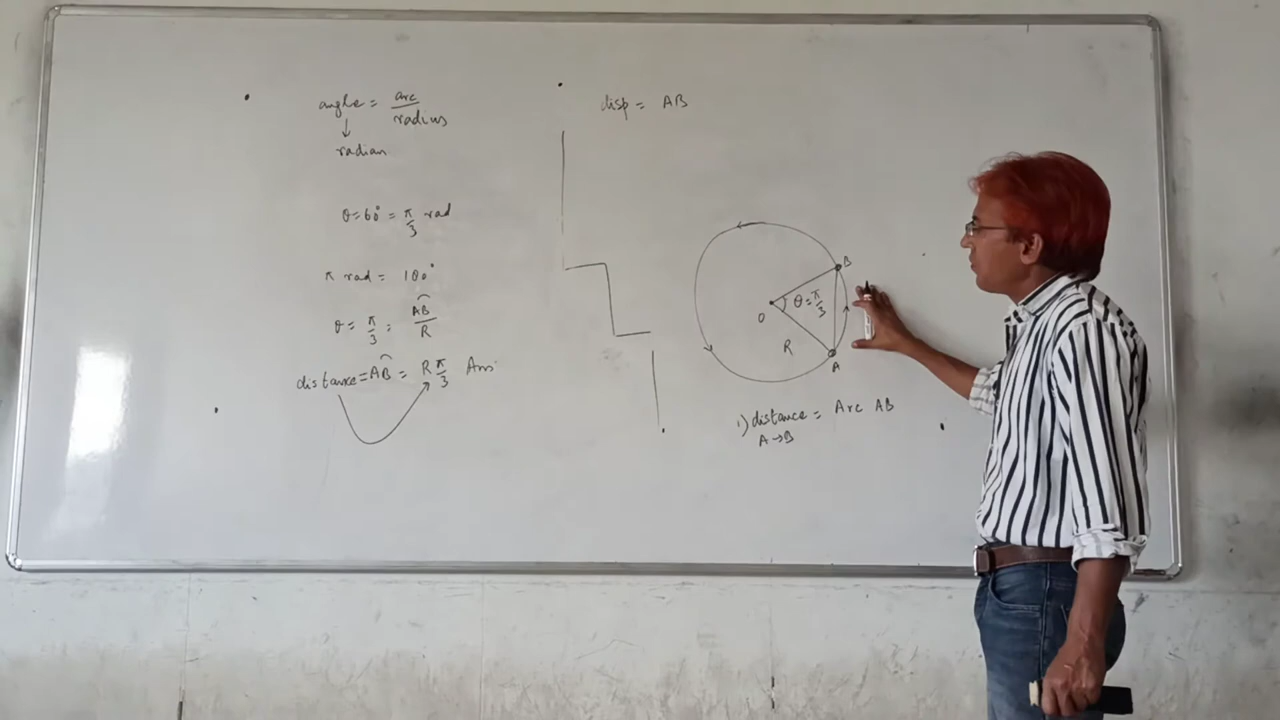 angle = arc/radius
↓
radian
θ = 60° = π/3 rad
π rad = 180°
θ = π/3 = AB/R
distance = AB = R π/3 Ans
disp = AB
B
θ = π/3
O
R
A
1) distance = Arc AB
A → B